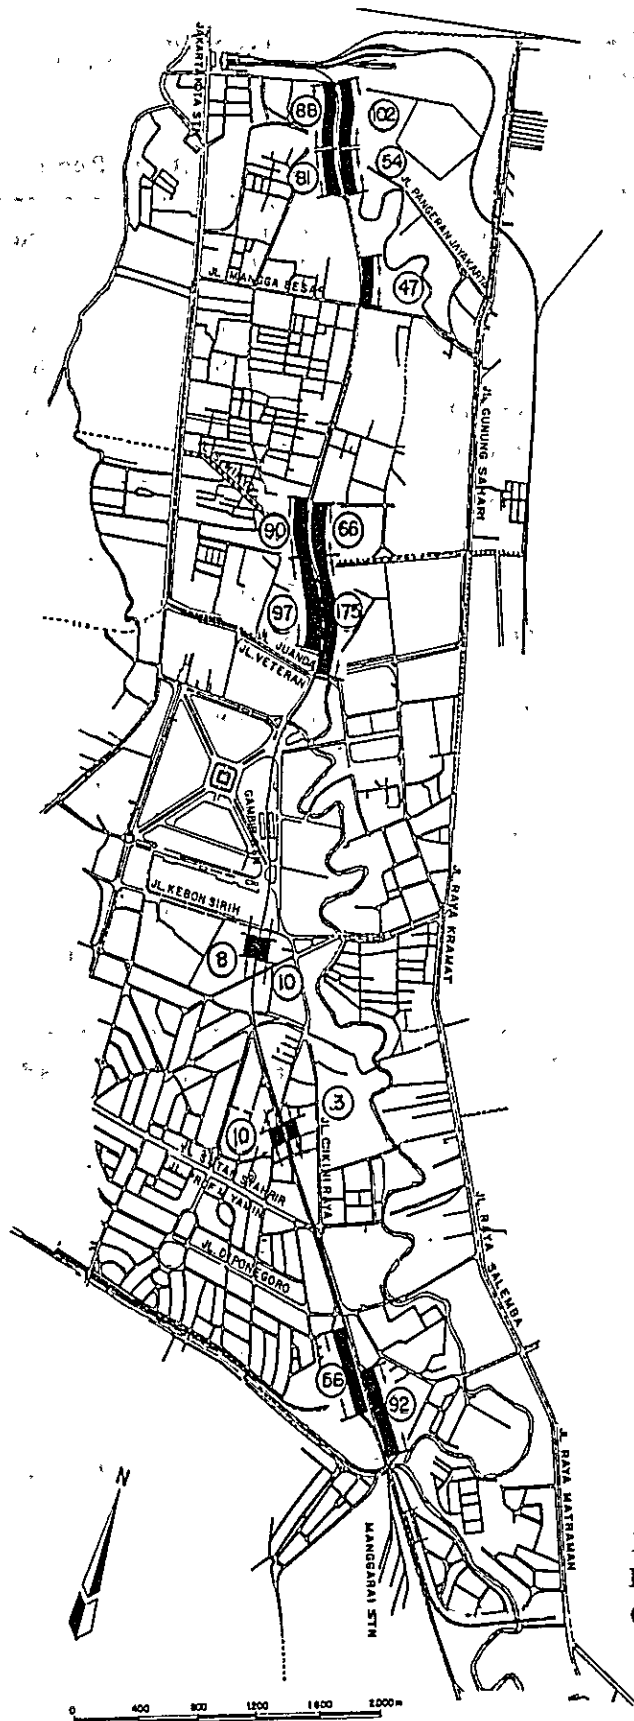 JAKARTA KOTA STN
88
102
54
81
JL. PANGERAN JAYAKARTA
JL. MANGGA BESAR
47
JL. GUNUNG SAHARI
90
66
97
175
JL. JUANDA
JL. VETERAN
GAMBIR STN
JL. KEBON SIRIH
JL. RAYA KRAMAT
8
10
3
10
JL. CIKINI RAYA
JL. SUTAN SYAHRIR
JL. PROF. M. YAMIN
JL. DIPONEGORO
JL. RAYA SALEMBA
66
92
JL. RAYA MATRAMAN
N
MANGGARAI STN
0 400 800 1200 1600 2000 m